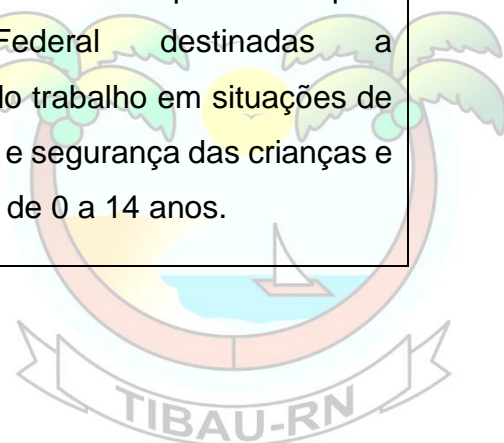 Federal destinadas a
do trabalho em situações de
e segurança das crianças e
de 0 a 14 anos.
TIBAU-RN